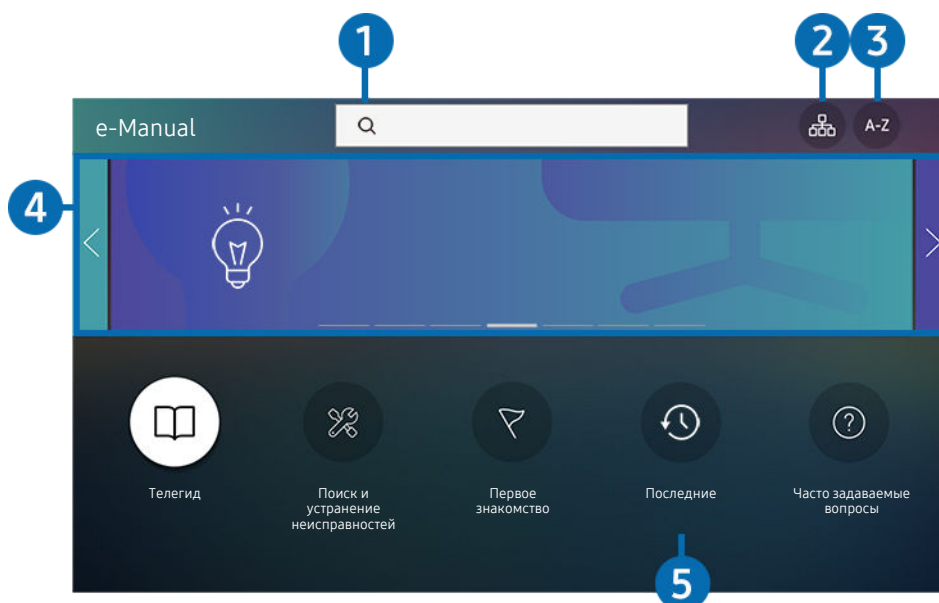 1
2
3
e-Manual
A-Z
4
Телегид
Поиск и
устранение
неисправностей
Первое
знакомство
Последние
Часто задаваемые
вопросы
?
5